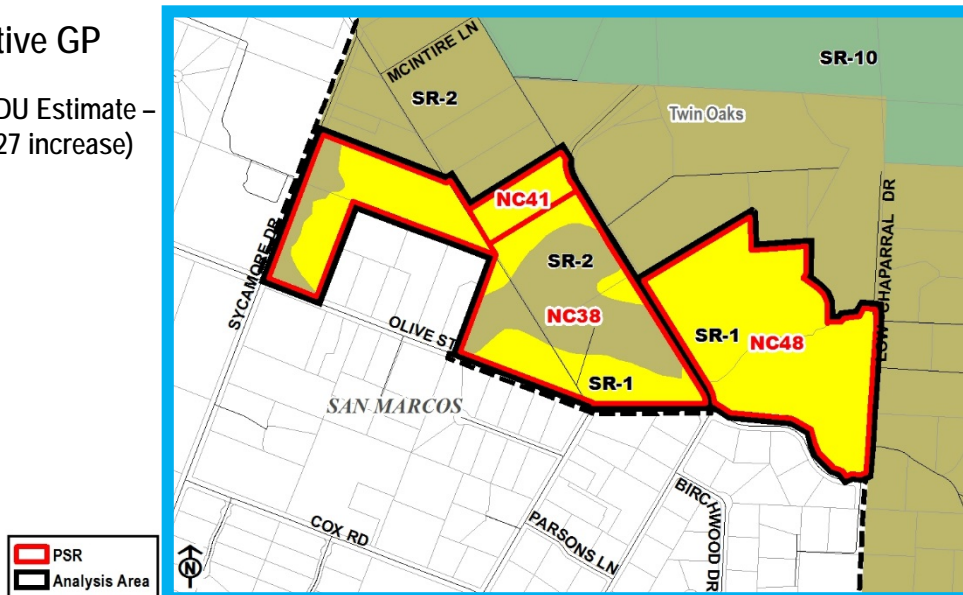 tive GP
DU Estimate –
27 increase)
MCINTIRE LN
SR-2
SR-10
Twin Oaks
NC41
SYCAMORE DR
SR-2
NC38
OLIVE ST
SR-1
SR-1
NC48
CHAPARRAL DR
SAN MARCOS
COX RD
PARSONS LN
BIRCHWOOD DR
N
PSR
Analysis Area